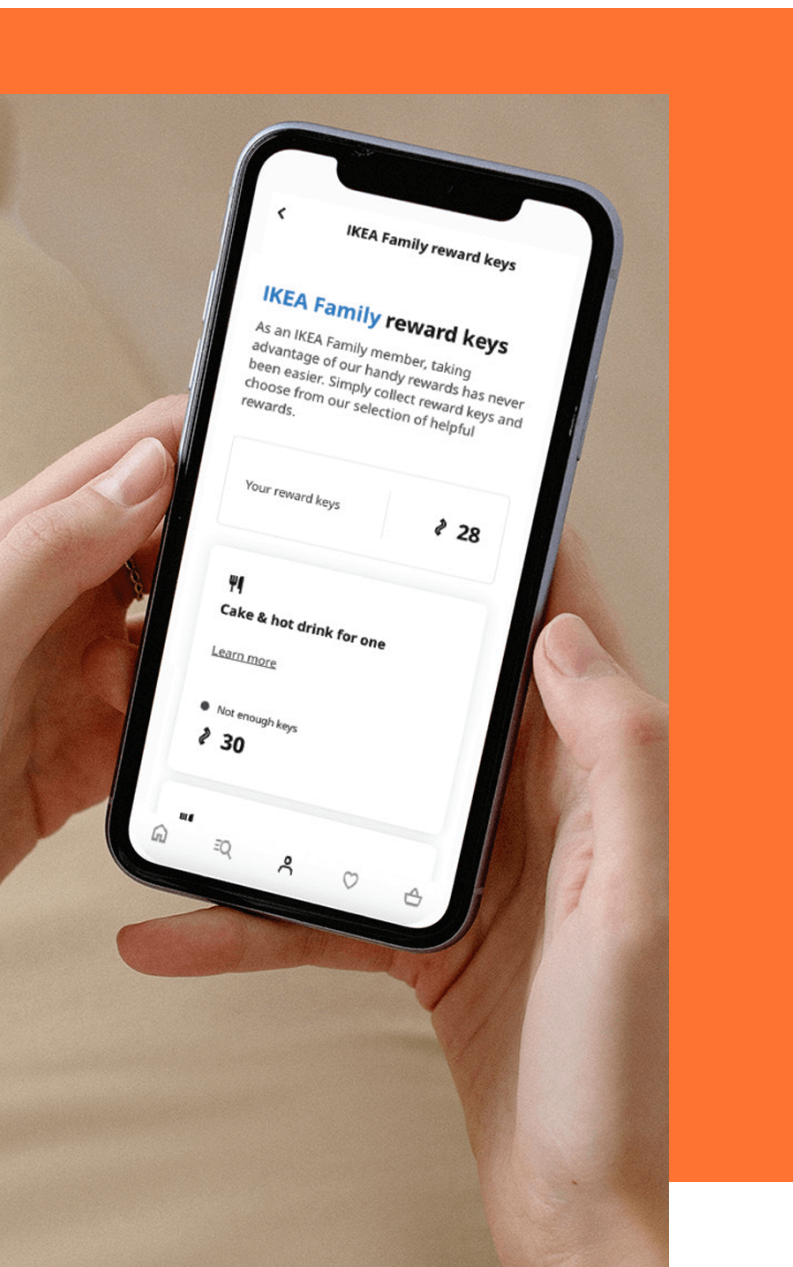 IKEA Family reward keys
IKEA Family reward keys
As an IKEA Family member, taking
advantage of our handy rewards has never
been easier. Simply collect reward keys and
choose from our selection of helpful
rewards.
Your reward keys
28
Cake & hot drink for one
Learn more
Not enough keys
30